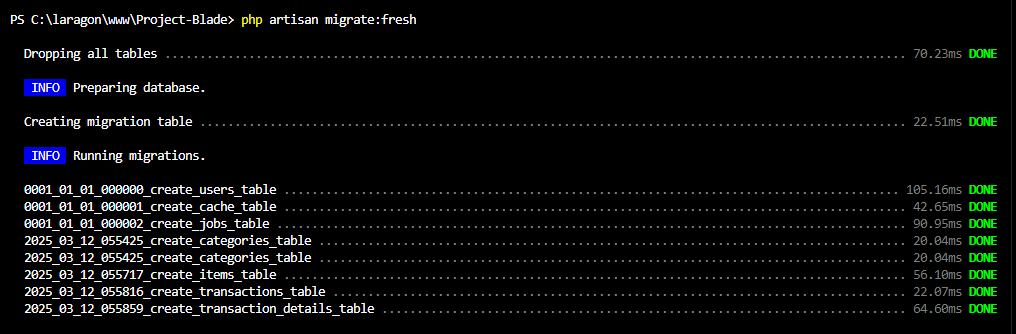 PS C:\laragon\www\Project-Blade> php artisan migrate:fresh
Dropping all tables ........................................................................................................... 70.23ms DONE
INFO Preparing database.
Creating migration table ...................................................................................................... 22.51ms DONE
INFO Running migrations.
0001_01_01_000000_create_users_table ......................................................................................... 105.16ms DONE
0001_01_01_000001_create_cache_table .......................................................................................... 42.65ms DONE
0001_01_01_000002_create_jobs_table ........................................................................................... 90.95ms DONE
2025_03_12_055425_create_categories_table ..................................................................................... 20.04ms DONE
2025_03_12_055425_create_categories_table ..................................................................................... 20.04ms DONE
2025_03_12_055717_create_items_table .......................................................................................... 56.10ms DONE
2025_03_12_055816_create_transactions_table ................................................................................... 22.07ms DONE
2025_03_12_055859_create_transaction_details_table ............................................................................ 64.60ms DONE